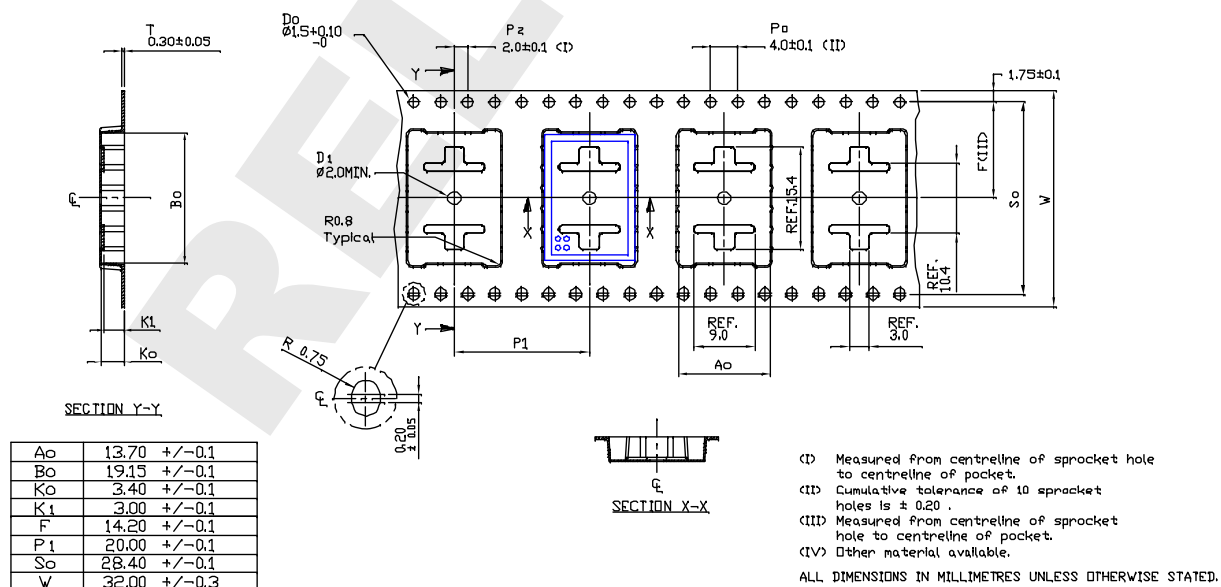 T
0.30±0.05
Do
Ø1.5+0.10
-0
P2
2.0±0.1 (I)
Po
4.0±0.1 (II)
1.75±0.1
Y
F(III)
So
W
D1
Ø2.0MIN.
℄
Bo
REF.15.4
R0.8
Typical
X
X
REF.
10.4
K1
Ko
Y
P1
REF.
9.0
REF.
3.0
Ao
R 0.75
℄
0.20
± 0.05
SECTION Y-Y
℄
SECTION X-X
Ao 13.70 +/-0.1
Bo 19.15 +/-0.1
Ko 3.40 +/-0.1
K1 3.00 +/-0.1
F 14.20 +/-0.1
P1 20.00 +/-0.1
So 28.40 +/-0.1
W 32.00 +/-0.3
(I) Measured from centreline of sprocket hole
to centreline of pocket.
(II) Cumulative tolerance of 10 sprocket
holes is ± 0.20 .
(III) Measured from centreline of sprocket
hole to centreline of pocket.
(IV) Other material available.
ALL DIMENSIONS IN MILLIMETRES UNLESS OTHERWISE STATED.